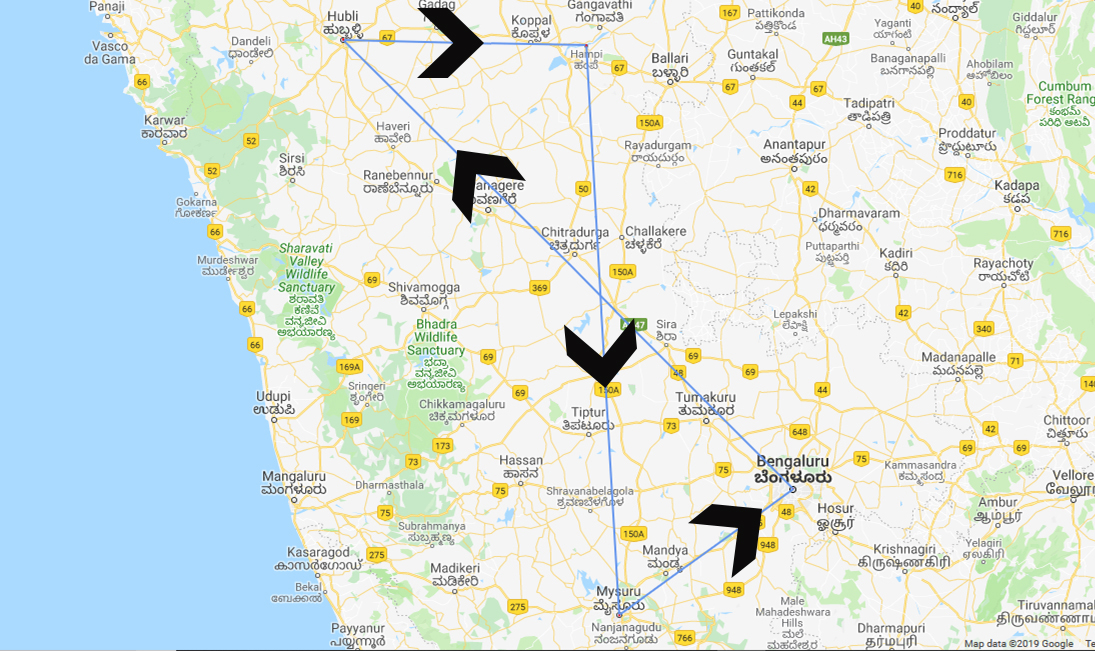 Panaji
Hubli
ಹುಬ್ಬಳ್ಳಿ
67
Koppal
ಕೊಪ್ಪಳ
Gangavathi
ಗಂಗಾವತಿ
167
Pattikonda
పత్తికొండ
40
Yaganti
యాగంటి
AH43
Giddalur
గిద్దలూరు
Vasco
da Gama
Dandeli
ಧಾಂಡೇಲಿ
Hampi
ಹಂಪೆ
67
Ballari
ಬಳ್ಳಾರಿ
Guntakal
గుంతకల్
Banaganapalli
బనగానపల్లి
Ahobilam
అహోబిలం
66
67
67
44
40
Cumbum
Forest Rang
Tadipatri
తాడిపత్రి
Karwar
ಕಾರವಾರ
52
Haveri
ಹಾವೇರಿ
150A
Rayadurgam
రాయదుర్గం
Anantapur
అనంతపురం
Proddatur
ప్రొద్దుటూరు
Sirsi
ಶಿರಸಿ
52
Ranebennur
ರಾಣೆಬೆನ್ನೂರು
anagere
ವಣಗೆರೆ
50
42
716
Kadapa
కడప
Gokarna
ಗೋಕರ್ಣ
66
Chitradurga
ಚಿತ್ರದುರ್ಗ
Challakere
ಚಳ್ಳಕೆರೆ
Dharmavaram
ధర్మవరం
716
Murdeshwar
ಮುರ್ಡೇಶ್ವರ
Sharavati
Valley
Wildlife
Sanctuary
ಶರಾವತಿ
ಕಣಿವೆ
ವನ್ಯಜೀವಿ
ಅಭಯಾರಣ್ಯ
69
Shivamogga
ಶಿವಮೊಗ್ಗ
369
150A
Puttaparthi
పుట్టపర్తి
Kadiri
కదిరి
Rayachoty
రాయచోటి
66
66
Bhadra
Wildlife
Sanctuary
ಭದ್ರಾ
ವನ್ಯಜೀವಿ
ಅಭಯಾರಣ್ಯ
Sira
ಶಿರಾ
Lepakshi
లేపాక్షి
42
340
169A
69
69
48
69
Madanapalle
మదనపల్లె
71
Sringeri
ಶೃಂಗೇರಿ
69
150A
44
Udupi
ಉಡುಪಿ
169
Chikkamagaluru
ಚಿಕ್ಕಮಗಳೂರ
Tiptur
ತಿಪಟೂರು
Tumakuru
ತುಮಕೂರ
73
648
42
Chittoor
చిత్తూరు
173
73
Hassan
ಹಾಸನ
75
Bengaluru
ಬೆಂಗಳೂರು
75
69
69
Kammasandra
ಕಮ್ಮಸಂದ್ರ
Mangaluru
ಮಂಗಳೂರು
Dharmasthala
75
Shravanabelagola
ಶ್ರವಣಬೆಳಗೊಳ
48
Vellore
Hosur
ஓசூர்
Ambur
ஆம்பூர்
75
Subrahmanya
ಸುಬ್ರಹ್ಮಣ್ಯ
150A
948
Mandya
ಮಂಡ್ಯ
Krishnagiri
கிருஷ்ணகிரி
Yelagiri
ஏலகிரி
Kasaragod
കാസർഗോഡ്
275
Madikeri
ಮಡಿಕೇರಿ
948
Bekal
ബേക്കൽ
275
Mysuru
ಮೈಸೂರು
Male
Mahadeshwara
Hills
ಮಲೆ
ಮಹದೇಶ್ವರ
Payyanur
പയ്യന്നൂർ
Nanjanagudu
ನಂಜನಗೂಡು
766
Dharmapuri
தர்மபுரி
Tiruvannamal
Map data ©2019 Google
Te